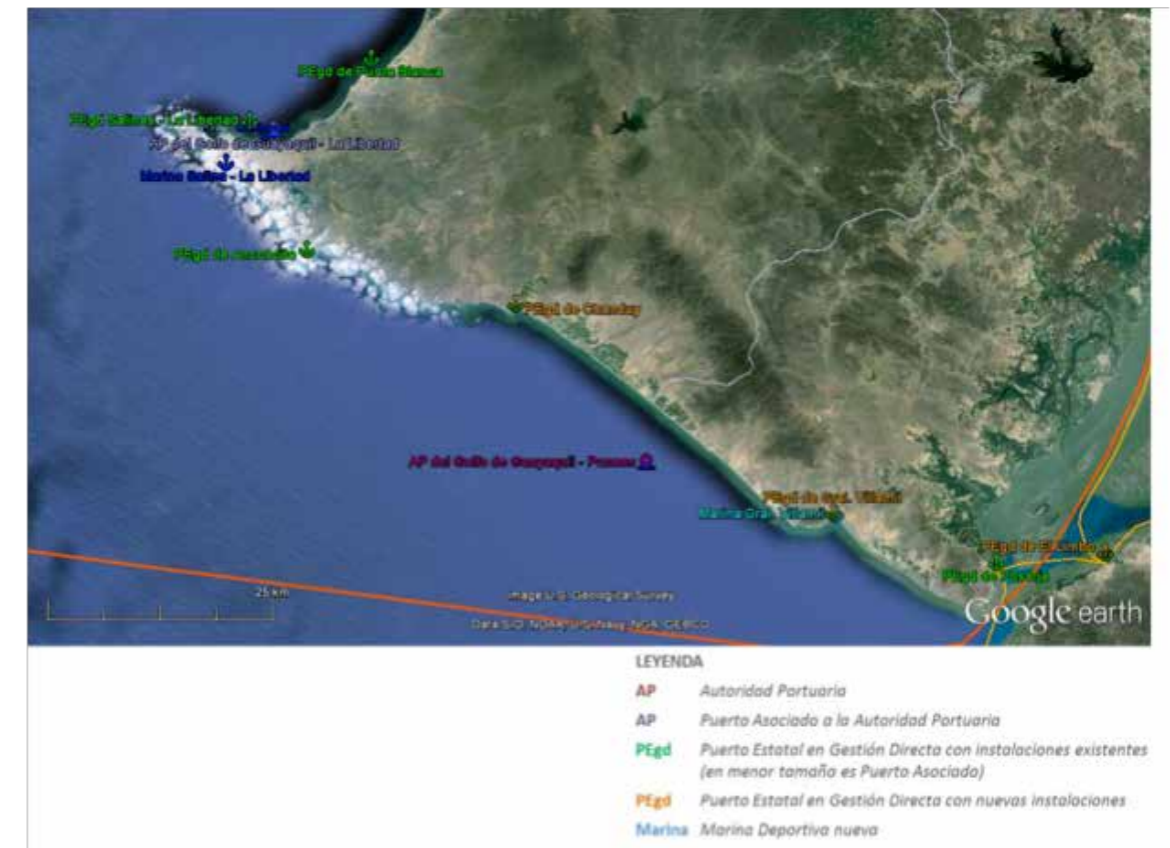 PEgd de Punta Blanca
PEgd Salinas - La Libertad
AP del Golfo de Guayaquil - La Libertad
Marina Salinas - La Libertad
PEgd de Anconcito
PEgd de Chanduy
AP del Golfo de Guayaquil -
PEgd de Gral. Villamil
Marina Gral. Villamil
PEgd de El Limbo
PEgd de Posorja
25 km
Image U.S. Geological Survey
Data SIO, NOAA, U.S. Navy, NGA, GEBCO
Google earth
LEYENDA
AP Autoridad Portuaria
AP Puerto Asociado a la Autoridad Portuaria
PEgd Puerto Estatal en Gestión Directa con instalaciones existentes
(en menor tamaño es Puerto Asociado)
PEgd Puerto Estatal en Gestión Directa con nuevas instalaciones
Marina Marina Deportiva nueva